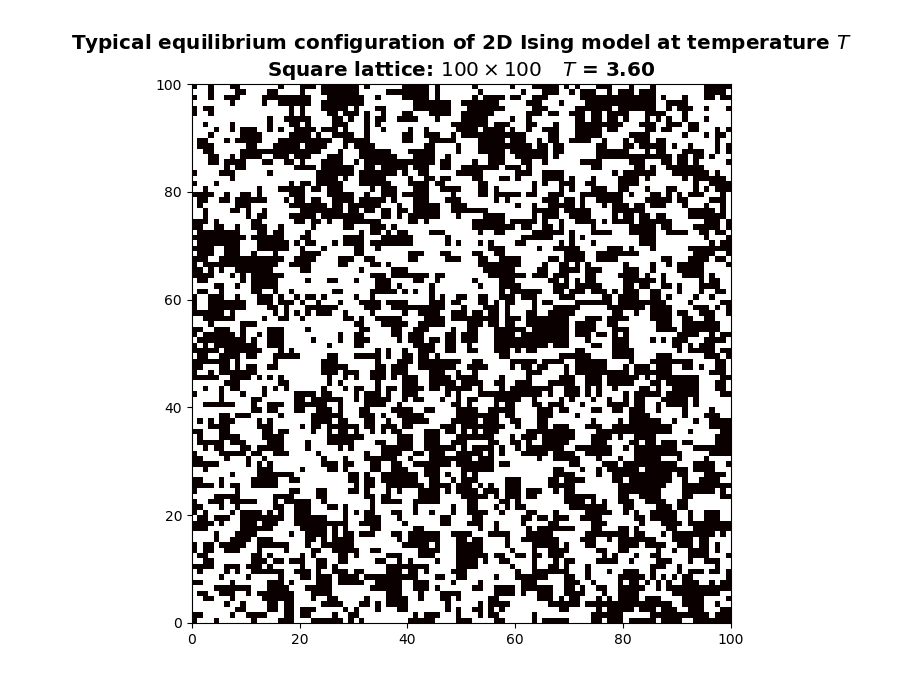 Typical equilibrium configuration of 2D Ising model at temperature T
Square lattice: 100 × 100 T = 3.60
100
80
60
40
20
0
0 20 40 60 80 100